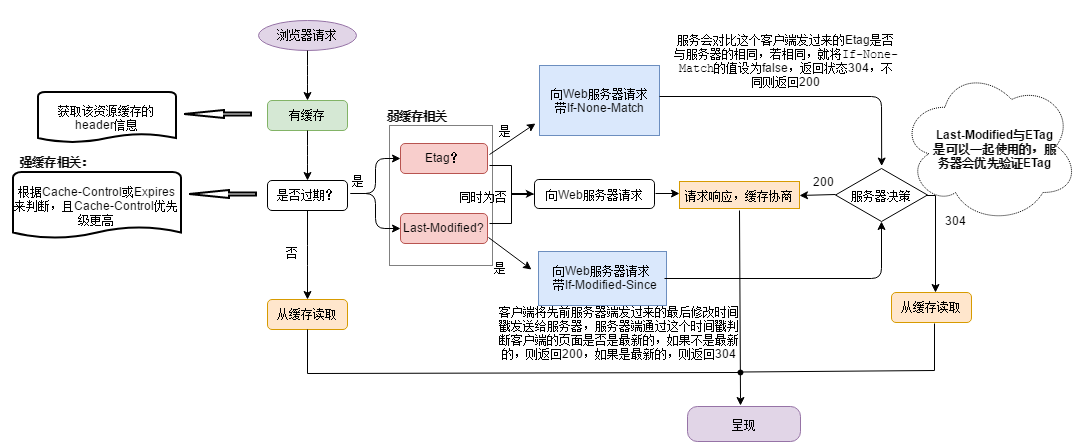 浏览器请求
服务会对比这个客户端发过来的Etag是否
与服务器的相同，若相同，就将If-None-
Match的值设为false，返回状态304，不
同则返回200
获取该资源缓存的
header信息
有缓存
向Web服务器请求
带If-None-Match
弱缓存相关
是
Last-Modified与ETag
是可以一起使用的，服
务器会优先验证ETag
强缓存相关：
根据Cache-Control或Expires
来判断，且Cache-Control优先
级更高
是否过期？
是
Etag？
同时为否
向Web服务器请求
请求响应，缓存协商
200
服务器决策
304
Last-Modified?
否
是
向Web服务器请求
带If-Modified-Since
从缓存读取
客户端将先前服务器端发过来的最后修改时间
戳发送给服务器，服务器端通过这个时间戳判
断客户端的页面是否是最新的，如果不是最新
的，则返回200，如果是最新的，则返回304
从缓存读取
呈现